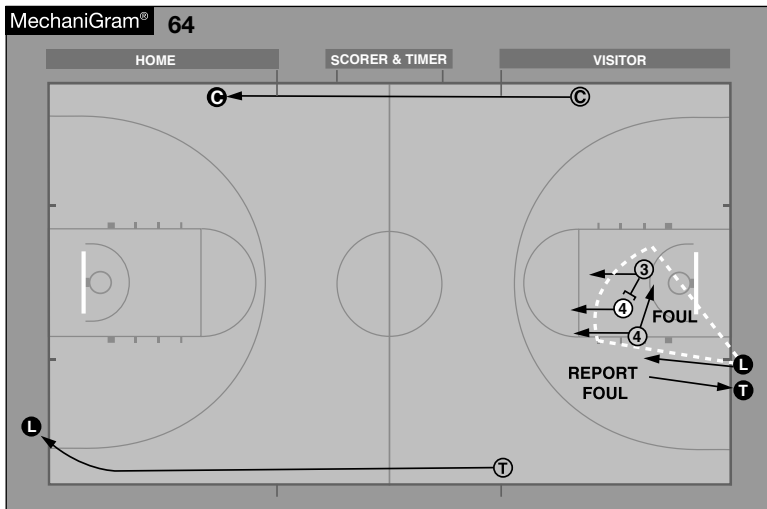 MechaniGram® 64
HOME SCORER & TIMER VISITOR
C C
3
4
FOUL
4
L
REPORT
FOUL
T
L
T